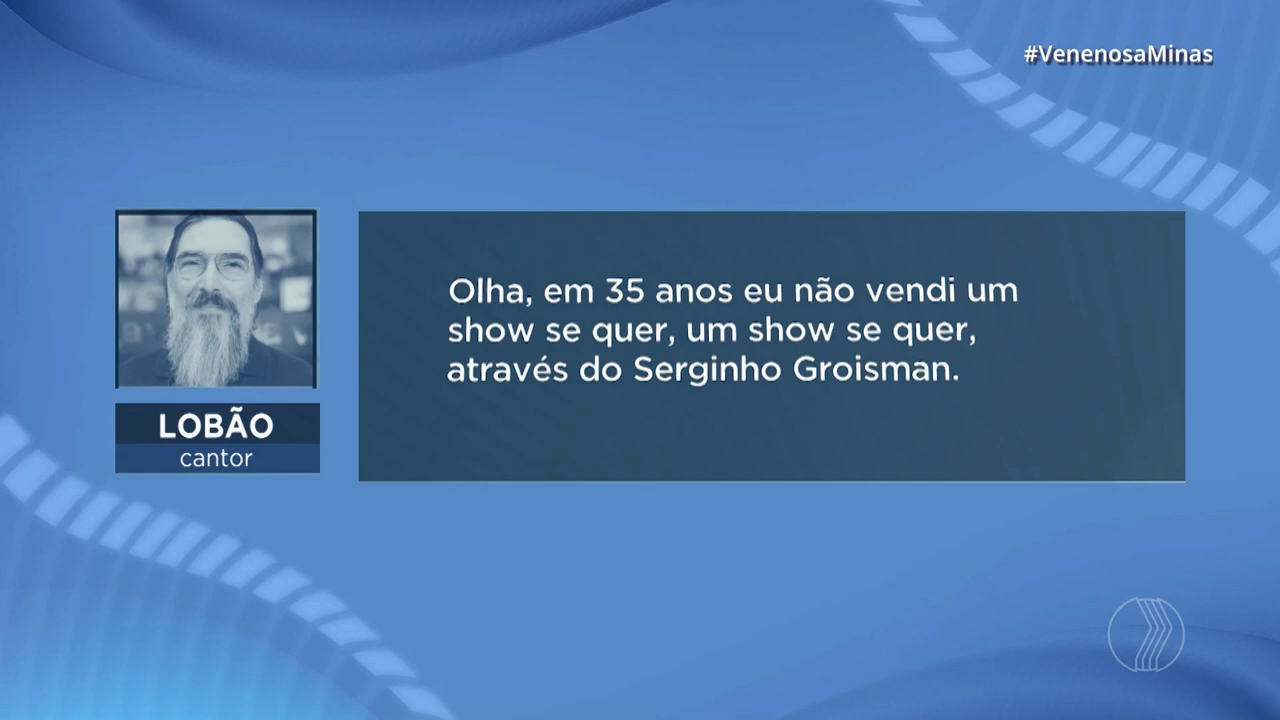 #VenenosaMinas
Olha, em 35 anos eu não vendi um
show se quer, um show se quer,
através do Serginho Groisman.
LOBÃO
cantor